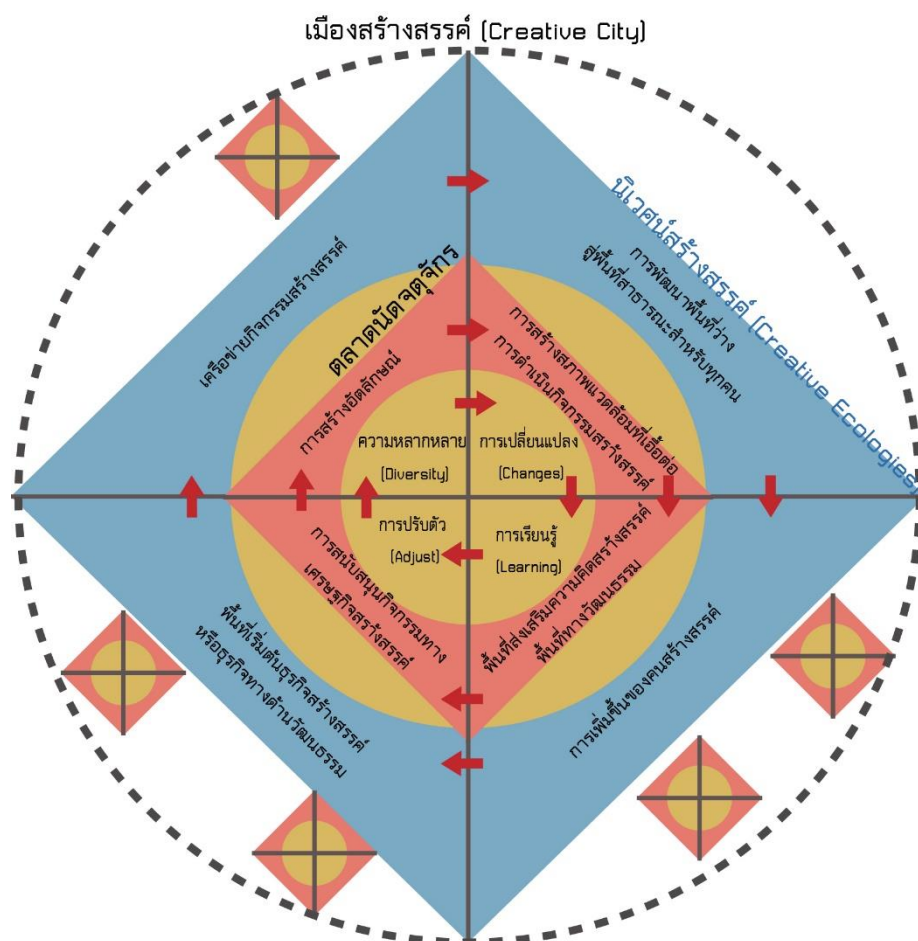 เมืองสร้างสรรค์ (Creative City)
นิเวศน์สร้างสรรค์ (Creative Ecologies)
เครือข่ายกิจกรรมสร้างสรรค์
การพัฒนาพื้นที่ว่าง
สู่พื้นที่สาธารณะสำหรับทุกคน
ตลาดนัดจตุจักร
การสร้างอัตลักษณ์
การสร้างสภาพแวดล้อมที่เอื้อต่อ
การดำเนินกิจกรรมสร้างสรรค์
ความหลากหลาย
(Diversity)
การเปลี่ยนแปลง
(Changes)
การปรับตัว
(Adjust)
การเรียนรู้
(Learning)
การสนับสนุนกิจกรรมทาง
เศรษฐกิจสร้างสรรค์
พื้นที่ส่งเสริมความคิดสร้างสรรค์
พื้นที่ทางวัฒนธรรม
พื้นที่เริ่มต้นธุรกิจสร้างสรรค์
หรือธุรกิจทางด้านวัฒนธรรม
การเพิ่มขึ้นของคนสร้างสรรค์